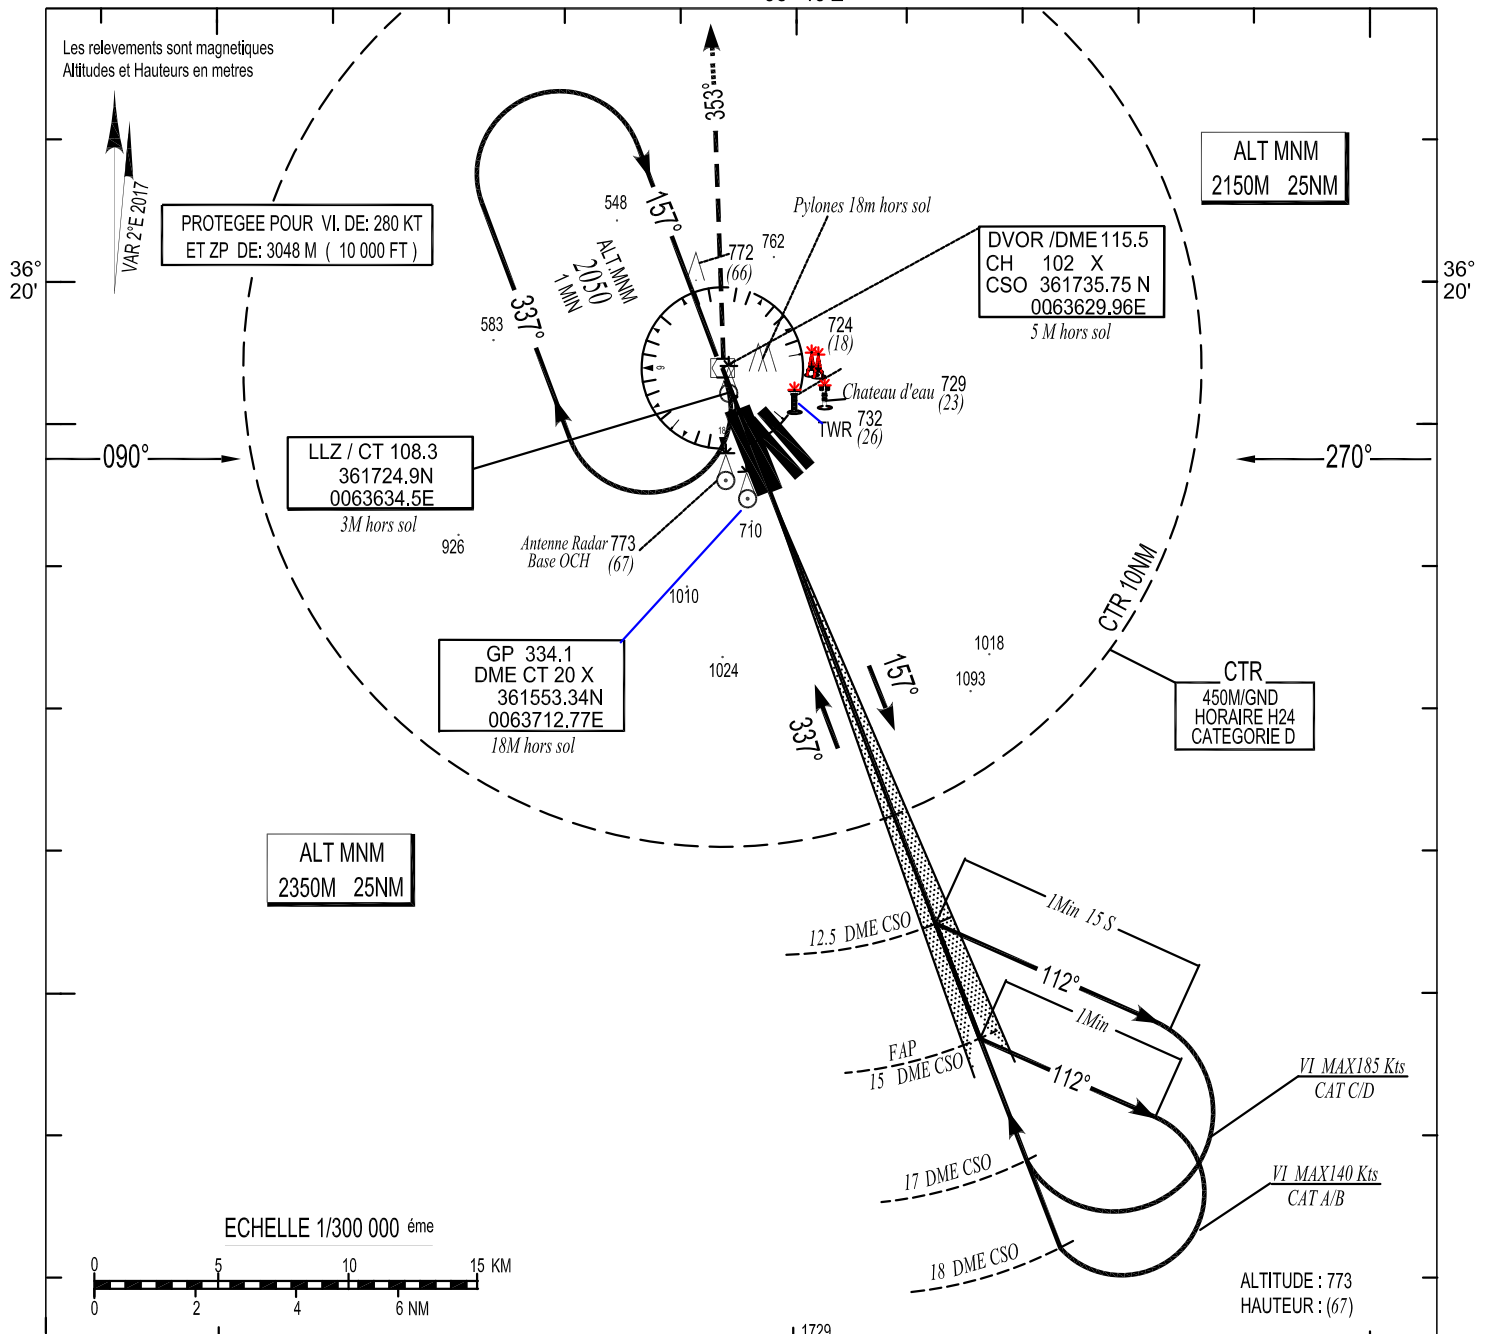 Les relevements sont magnetiques
Altitudes et Hauteurs en metres
VAR 2°E 2017
PROTEGEE POUR VI. DE: 280 KT
ET ZP DE: 3048 M ( 10 000 FT )
36°
20'
353°
157°
337°
ALT.MNM
2050
1 MIN
548
583
772
(66)
762
Pylones 18m hors sol
ALT MNM
2150M 25NM
DVOR /DME 115.5
CH 102 X
CSO 361735.75 N
0063629.96E
5 M hors sol
36°
20'
724
(18)
Chateau d'eau 729
(23)
TWR 732
(26)
9
18
090°
270°
LLZ / CT 108.3
361724.9N
0063634.5E
3M hors sol
926
Antenne Radar 773
Base OCH (67)
710
1010
GP 334.1
DME CT 20 X
361553.34N
0063712.77E
18M hors sol
1024
1018
1093
157°
337°
CTR 10NM
CTR
450M/GND
HORAIRE H24
CATEGORIE D
ALT MNM
2350M 25NM
12.5 DME CSO
1Min 15 S
112°
1Min
FAP
15 DME CSO
112°
VI MAX185 Kts
CAT C/D
17 DME CSO
VI MAX140 Kts
CAT A/B
18 DME CSO
ECHELLE 1/300 000 éme
0 5 10 15 KM
0 2 4 6 NM
ALTITUDE : 773
HAUTEUR : (67)
1729